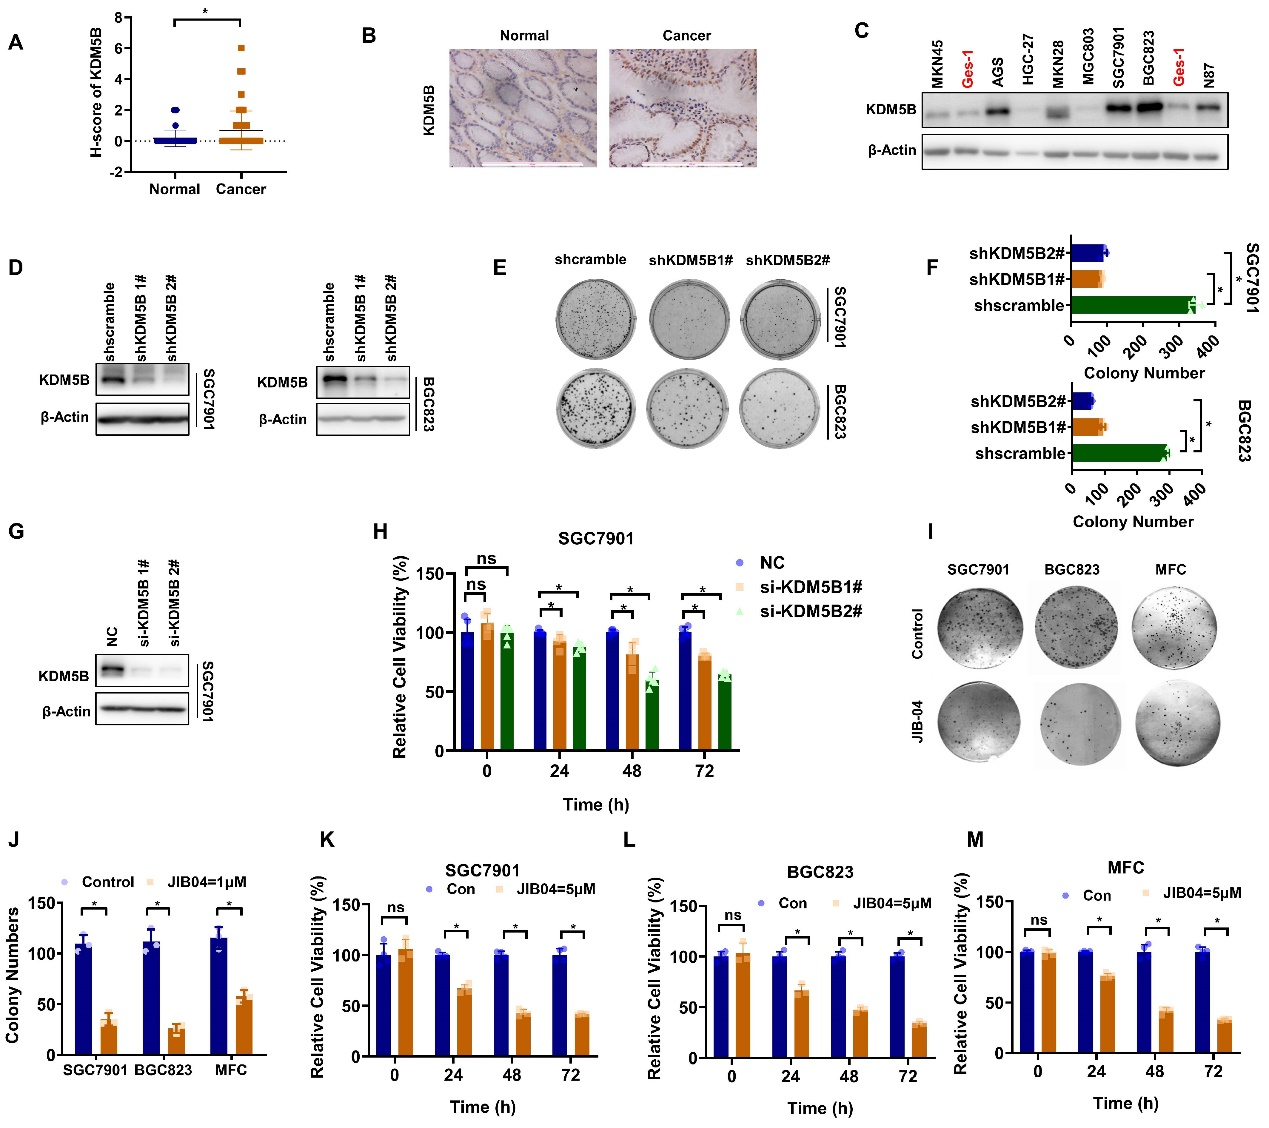 A
H-score of KDM5B
8
6
4
2
0
-2
*
Normal
Cancer
B
Normal
Cancer
KDM5B
C
MKN45
Ges-1
AGS
HGC-27
MKN28
MGC803
SGC7901
BGC823
Ges-1
N87
KDM5B
β-Actin
D
shscramble
shKDM5B 1#
shKDM5B 2#
KDM5B
β-Actin
SGC7901
shscramble
shKDM5B 1#
shKDM5B 2#
KDM5B
β-Actin
BGC823
E
shcramble
shKDM5B1#
shKDM5B2#
SGC7901
BGC823
F
shKDM5B2#
shKDM5B1#
shscramble
*
*
SGC7901
0
100
200
300
400
Colony Number
shKDM5B2#
shKDM5B1#
shscramble
*
*
BGC823
0
100
200
300
400
Colony Number
G
NC
si-KDM5B 1#
si-KDM5B 2#
KDM5B
β-Actin
SGC7901
H
SGC7901
Relative Cell Viability (%)
150
100
50
0
ns
ns
*
*
*
*
*
*
NC
si-KDM5B1#
si-KDM5B2#
0
24
48
72
Time (h)
I
SGC7901
BGC823
MFC
Control
JIB-04
J
Control
JIB04=1μM
Colony Numbers
150
100
50
0
*
*
*
SGC7901
BGC823
MFC
K
SGC7901
Con
JIB04=5μM
Relative Cell Viability (%)
150
100
50
0
ns
*
*
*
0
24
48
72
Time (h)
L
BGC823
Con
JIB04=5μM
Relative Cell Viability (%)
150
100
50
0
ns
*
*
*
0
24
48
72
Time (h)
M
MFC
Con
JIB04=5μM
Relative Cell Viability (%)
150
100
50
0
ns
*
*
*
0
24
48
72
Time (h)